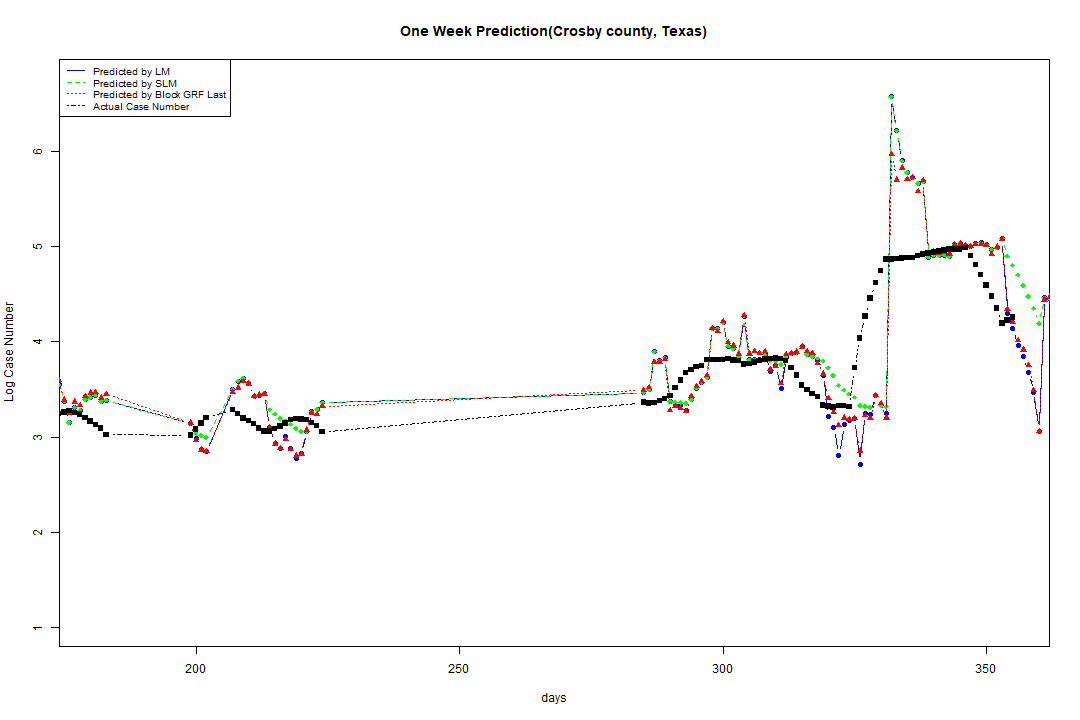 One Week Prediction(Crosby county, Texas)
Predicted by LM
Predicted by SLM
Predicted by Block GRF Last
Actual Case Number
6
5
4
3
2
1
Log Case Number
200
250
300
350
days